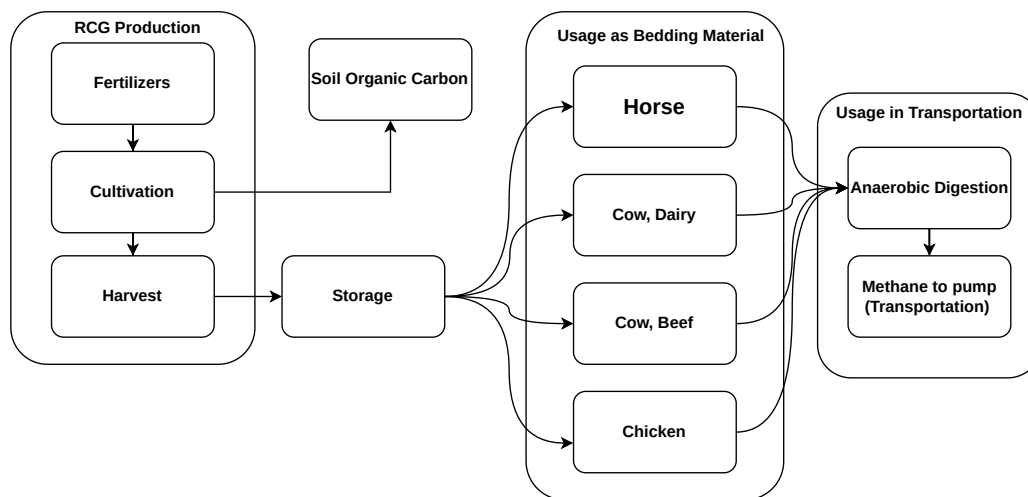 RCG Production
Fertilizers
Cultivation
Harvest
Soil Organic Carbon
Storage
Usage as Bedding Material
Horse
Cow, Dairy
Cow, Beef
Chicken
Usage in Transportation
Anaerobic Digestion
Methane to pump
(Transportation)